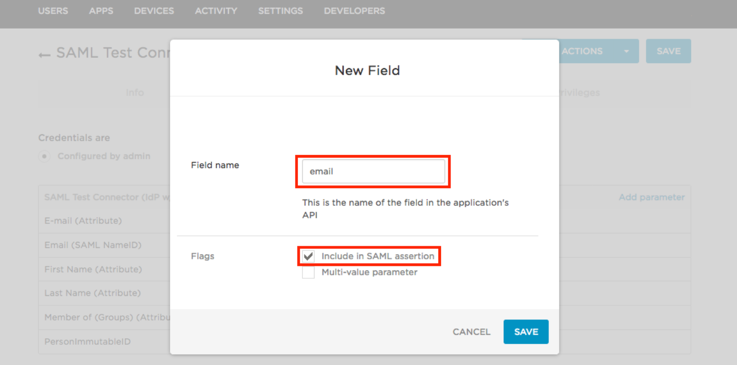 USERS APPS DEVICES ACTIVITY SETTINGS DEVELOPERS
← SAML Test Conn
ACTIONS SAVE
New Field
Info
rivileges
Credentials are
Configured by admin
Field name
email
This is the name of the field in the application's
API
SAML Test Connector (IdP w
Add parameter
E-mail (Attribute)
Email (SAML NameID)
First Name (Attribute)
Last Name (Attribute)
Member of (Groups) (Attribu
PersonImmutableID
Flags
Include in SAML assertion
Multi-value parameter
CANCEL SAVE